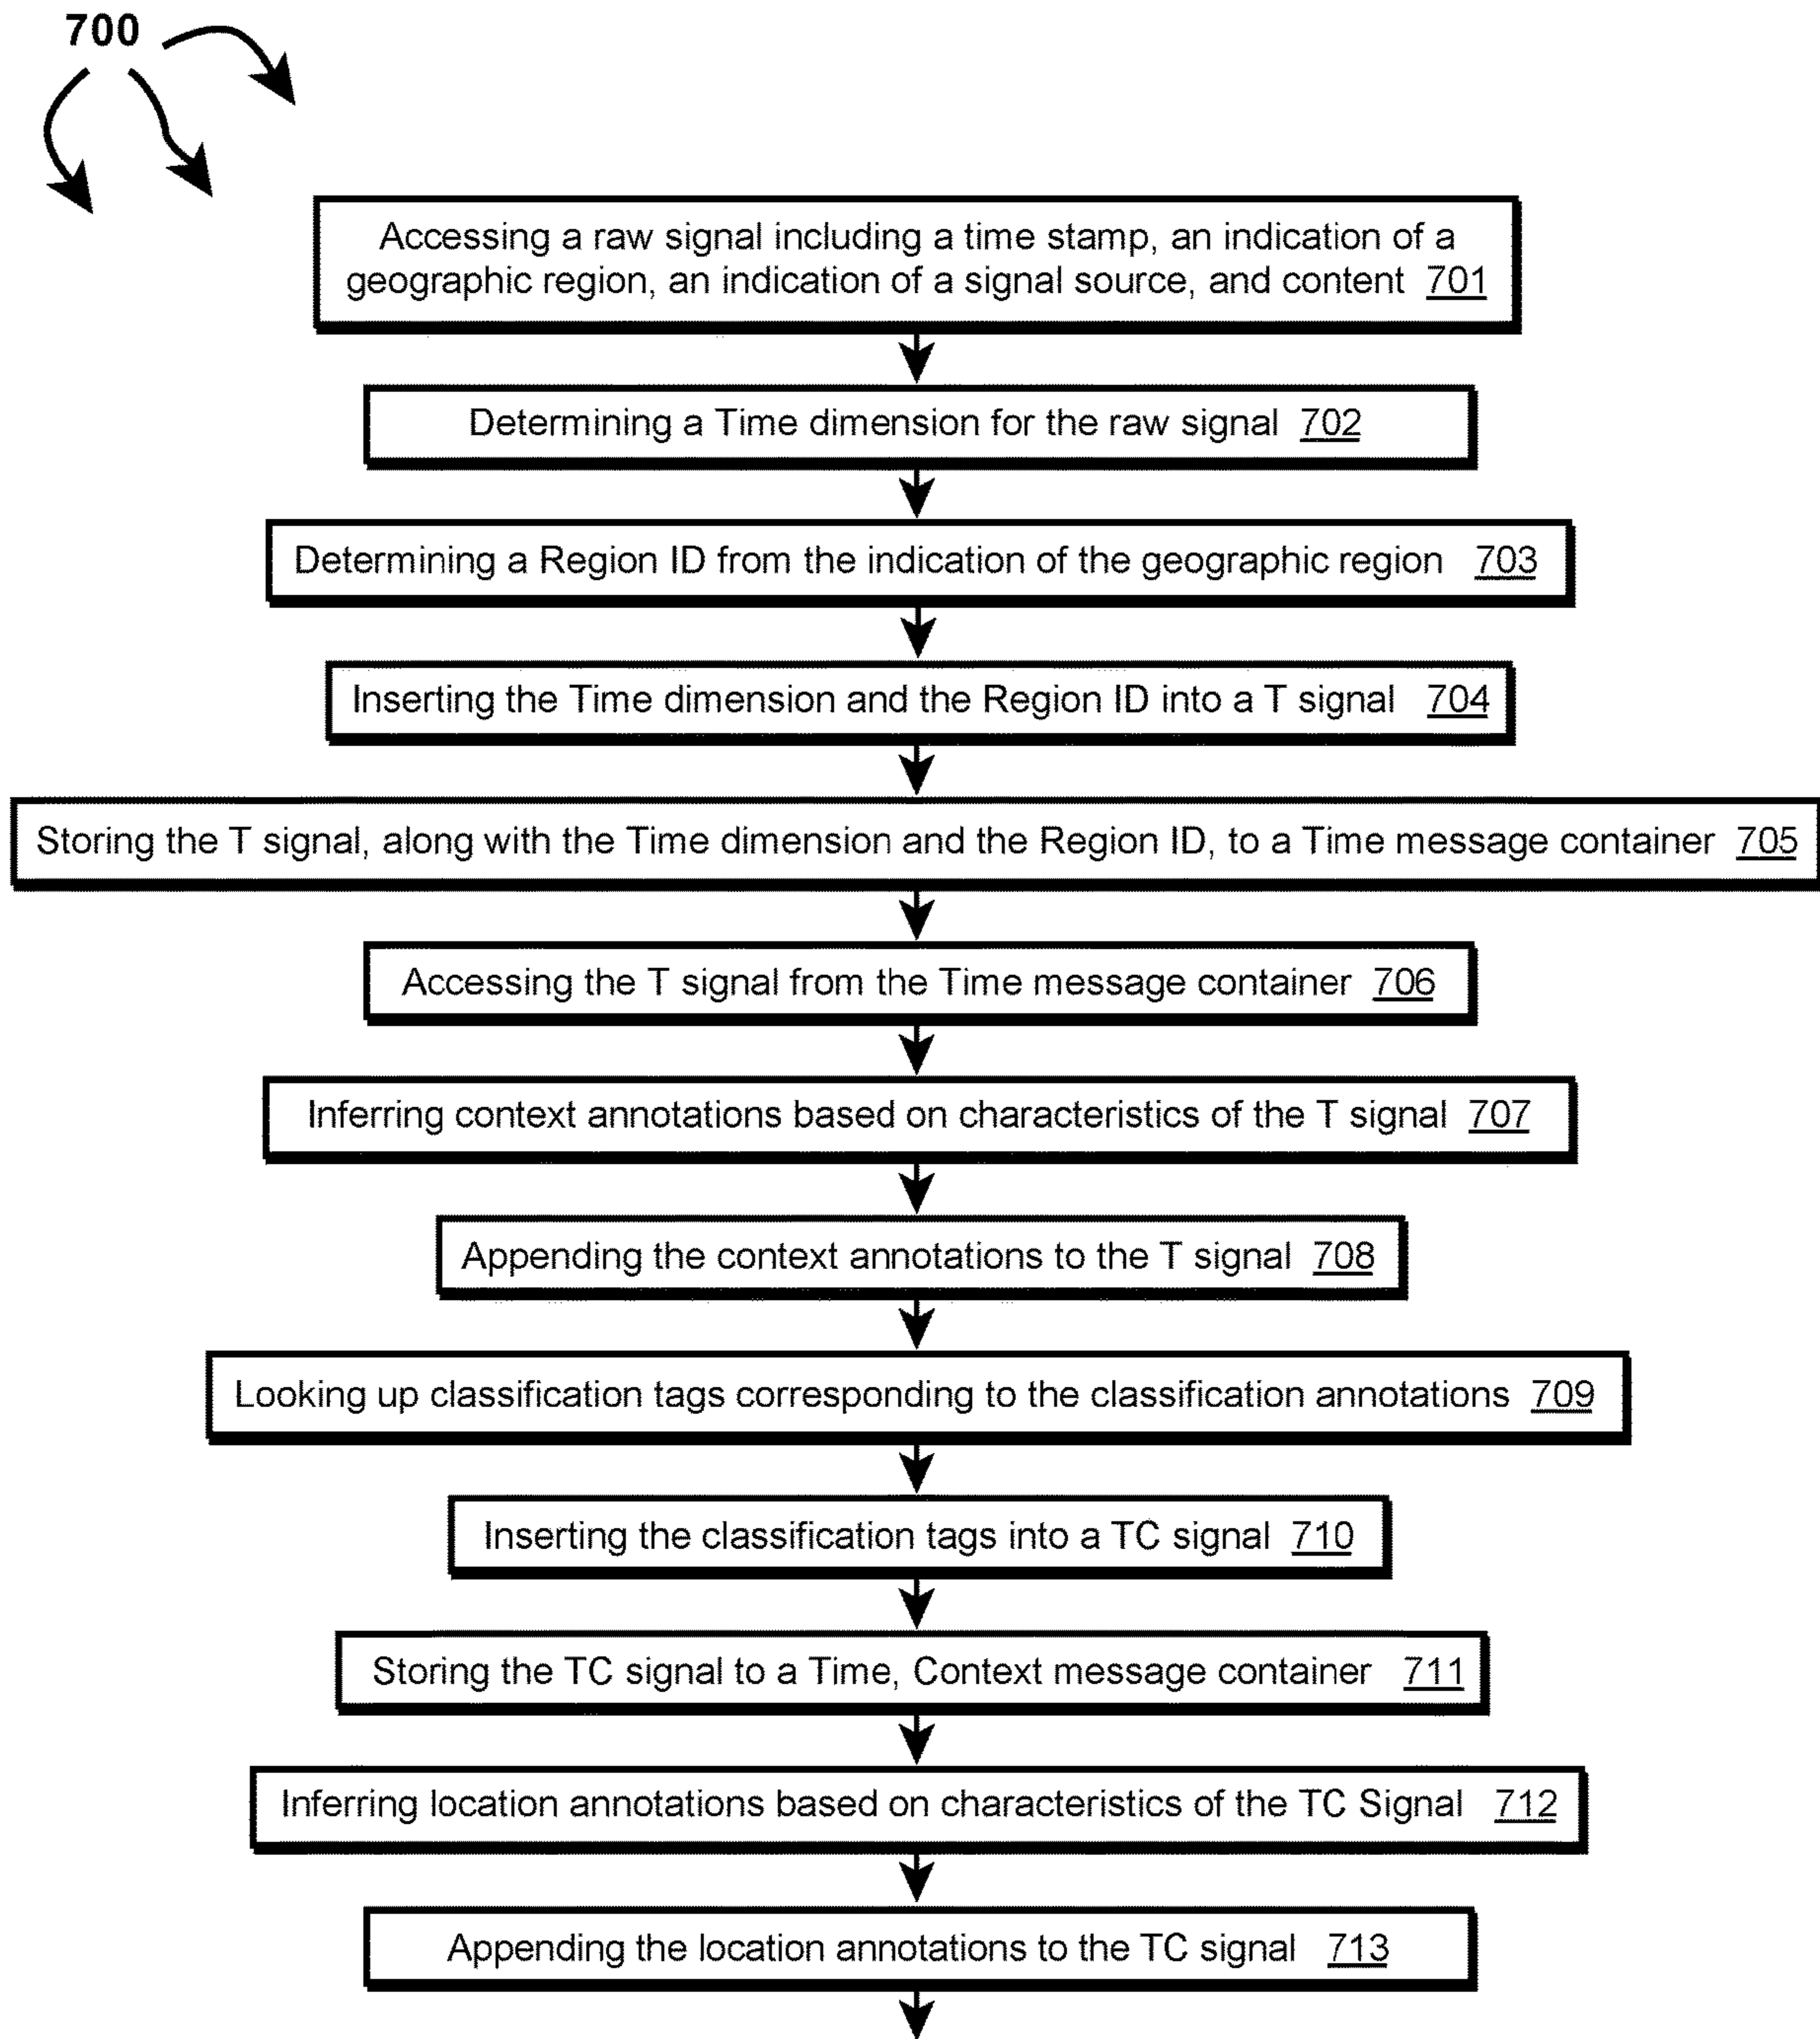 700
Accessing a raw signal including a time stamp, an indication of a
geographic region, an indication of a signal source, and content 701
Determining a Time dimension for the raw signal 702
Determining a Region ID from the indication of the geographic region 703
Inserting the Time dimension and the Region ID into a T signal 704
Storing the T signal, along with the Time dimension and the Region ID, to a Time message container 705
Accessing the T signal from the Time message container 706
Inferring context annotations based on characteristics of the T signal 707
Appending the context annotations to the T signal 708
Looking up classification tags corresponding to the classification annotations 709
Inserting the classification tags into a TC signal 710
Storing the TC signal to a Time, Context message container 711
Inferring location annotations based on characteristics of the TC Signal 712
Appending the location annotations to the TC signal 713